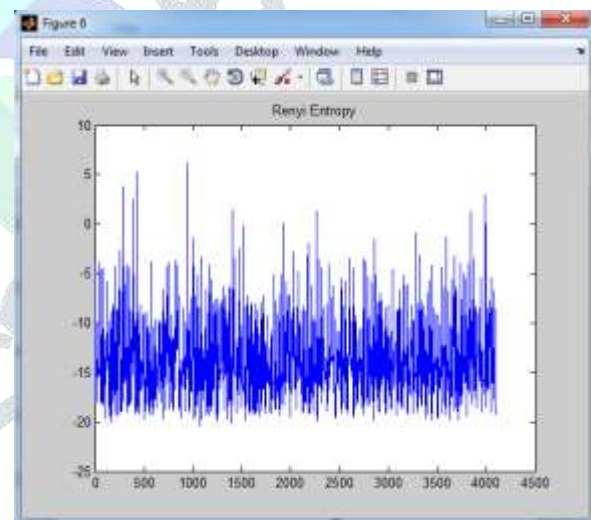 Figure 6
File Edit View Insert Tools Desktop Window Help
Renyi Entropy
10
5
0
-5
-10
-15
-20
-25
0 500 1000 1500 2000 2500 3000 3500 4000 4500